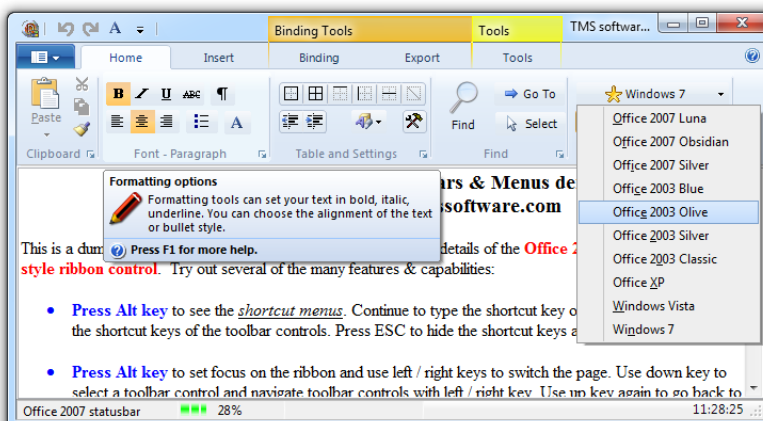 A
Binding Tools
Tools
TMS softwar...
Home
Insert
Binding
Export
Tools
Paste
B I U ABC ¶
A
Find
Go To
Select
Windows 7
Clipboard
Font - Paragraph
Table and Settings
Find
Office 2007 Luna
Office 2007 Obsidian
Office 2007 Silver
Office 2003 Blue
Office 2003 Olive
Office 2003 Silver
Office 2003 Classic
Office XP
Windows Vista
Windows 7
Formatting options
Formatting tools can set your text in bold, italic,
underline. You can choose the alignment of the text
or bullet style.
Press F1 for more help.
& Menus
This is a details of the Office
style ribbon control. Try out several of the many features & capabilities:
• Press Alt key to see the shortcut menus. Continue to type the shortcut key
the shortcut keys of the toolbar controls. Press ESC to hide the shortcut keys
• Press Alt key to set focus on the ribbon and use left / right keys to switch the page. Use down key to
select a toolbar control and navigate toolbar controls with left / right key. Use up key again to go back to
Office 2007 statusbar
28%
11:28:25